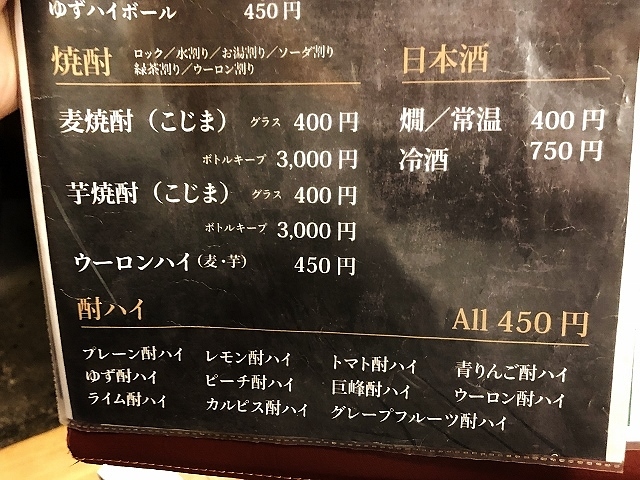 ゆずハイボール 450円
焼酎 ロック／水割り／お湯割り／ソーダ割り
緑茶割り／ウーロン割り
麦焼酎（こじま） グラス 400円
ボトルキープ 3,000円
芋焼酎（こじま） グラス 400円
ボトルキープ 3,000円
ウーロンハイ（麦・芋） 450円
日本酒
燗／常温 400円
冷酒 750円
酎ハイ All 450円
プレーン酎ハイ レモン酎ハイ トマト酎ハイ 青りんご酎ハイ
ゆず酎ハイ ピーチ酎ハイ 巨峰酎ハイ ウーロン酎ハイ
ライム酎ハイ カルピス酎ハイ グレープフルーツ酎ハイ